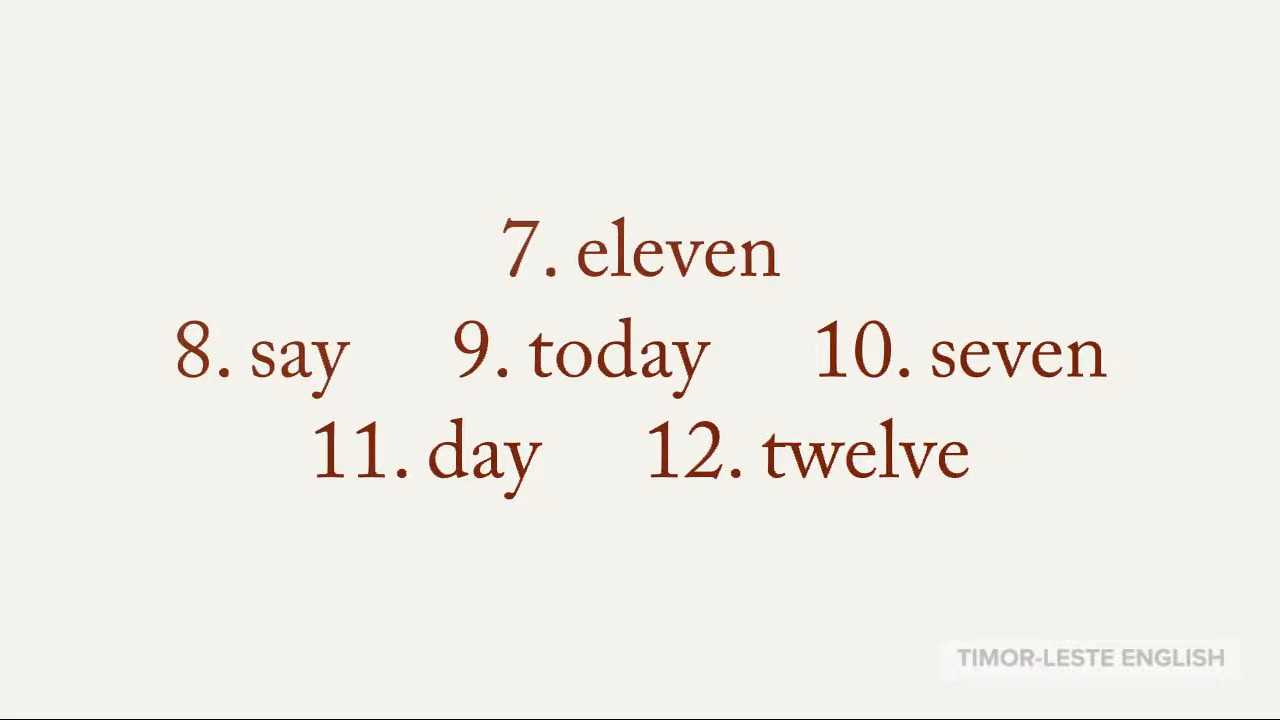 7. eleven
8. say 9. today 10. seven
11. day 12. twelve
TIMOR-LESTE ENGLISH